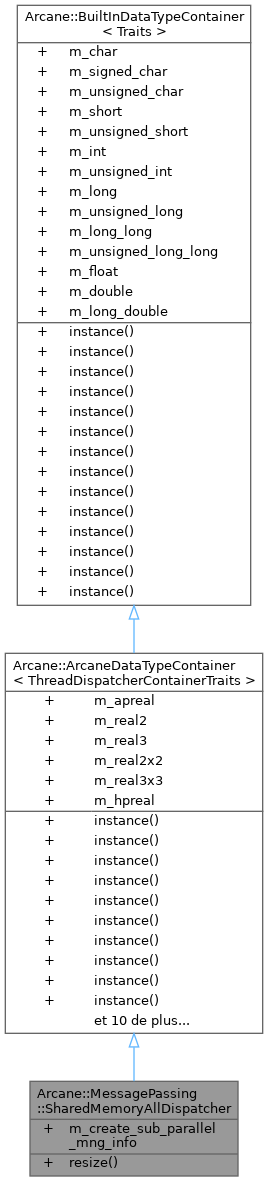 Arcane::BuiltInDataTypeContainer
< Traits >
+ m_char
+ m_signed_char
+ m_unsigned_char
+ m_short
+ m_unsigned_short
+ m_int
+ m_unsigned_int
+ m_long
+ m_unsigned_long
+ m_long_long
+ m_unsigned_long_long
+ m_float
+ m_double
+ m_long_double
+ instance()
+ instance()
+ instance()
+ instance()
+ instance()
+ instance()
+ instance()
+ instance()
+ instance()
+ instance()
+ instance()
+ instance()
+ instance()
+ instance()
Arcane::ArcaneDataTypeContainer
< ThreadDispatcherContainerTraits >
+ m_apreal
+ m_real2
+ m_real3
+ m_real2x2
+ m_real3x3
+ m_hpreal
+ instance()
+ instance()
+ instance()
+ instance()
+ instance()
+ instance()
+ instance()
+ instance()
+ instance()
+ instance()
et 10 de plus...
Arcane::MessagePassing
::SharedMemoryAllDispatcher
+ m_create_sub_parallel
_mng_info
+ resize()